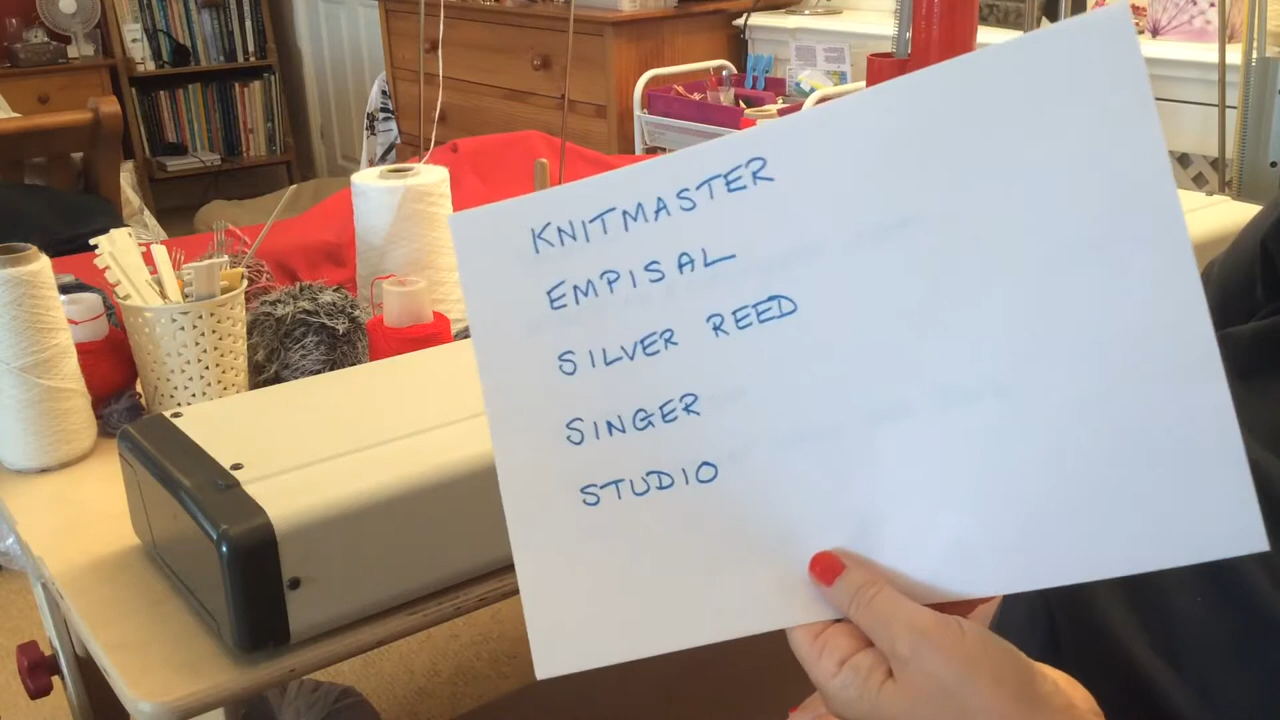 KNITMASTER
EMPISAL
SILVER REED
SINGER
STUDIO